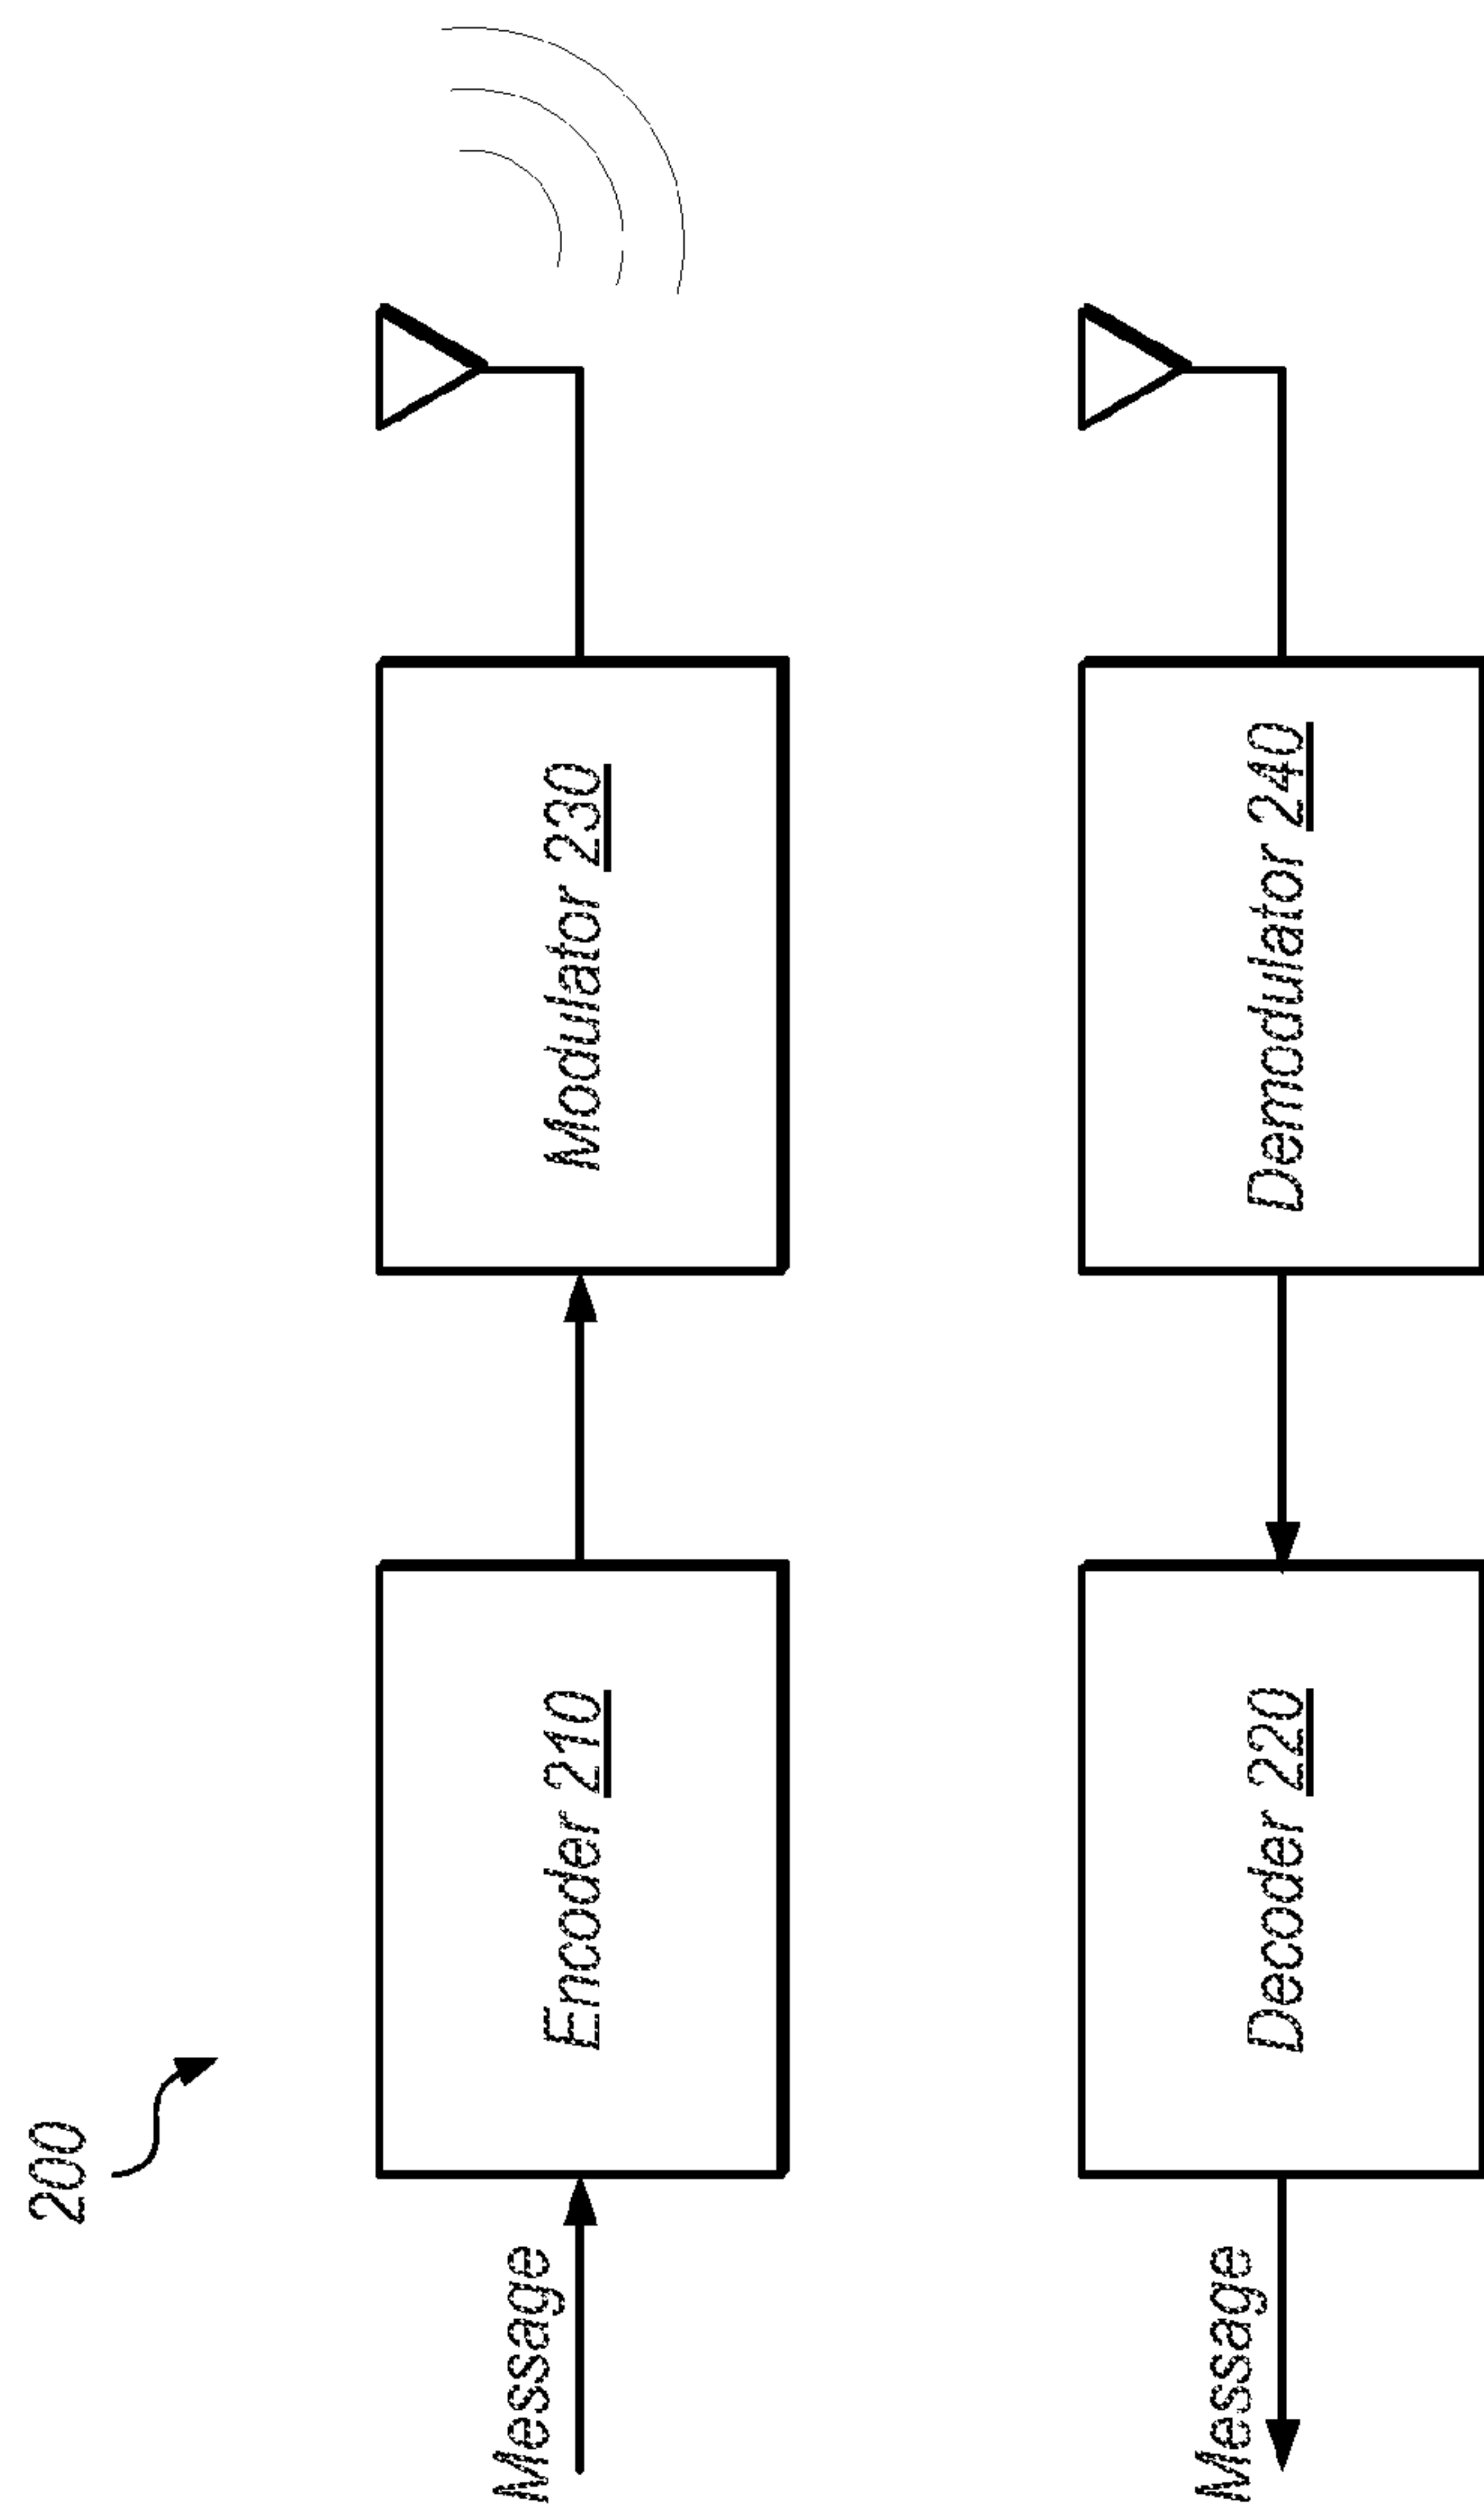 200
Message
Encoder 210
Modulator 230
Message
Decoder 220
Demodulator 240